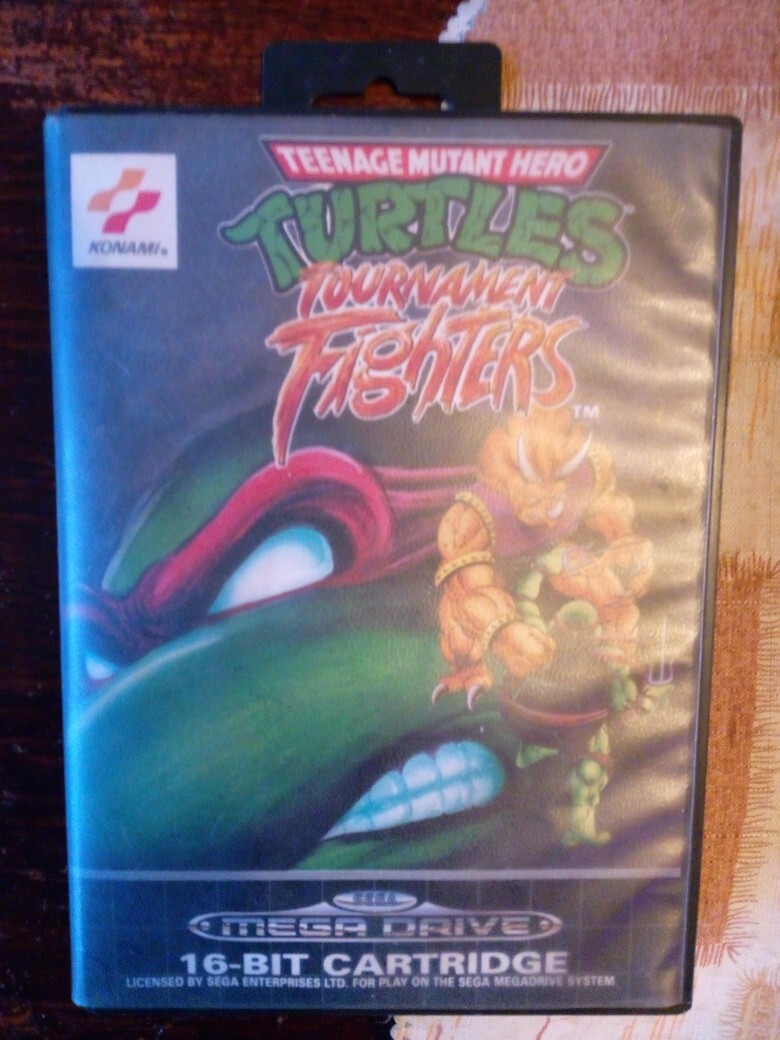 KONAMI®
TEENAGE MUTANT HERO
TURTLES
TOURNAMENT
FIGHTERS
TM
SEGA
MEGA DRIVE
16-BIT CARTRIDGE
LICENSED BY SEGA ENTERPRISES LTD. FOR PLAY ON THE SEGA MEGADRIVE SYSTEM